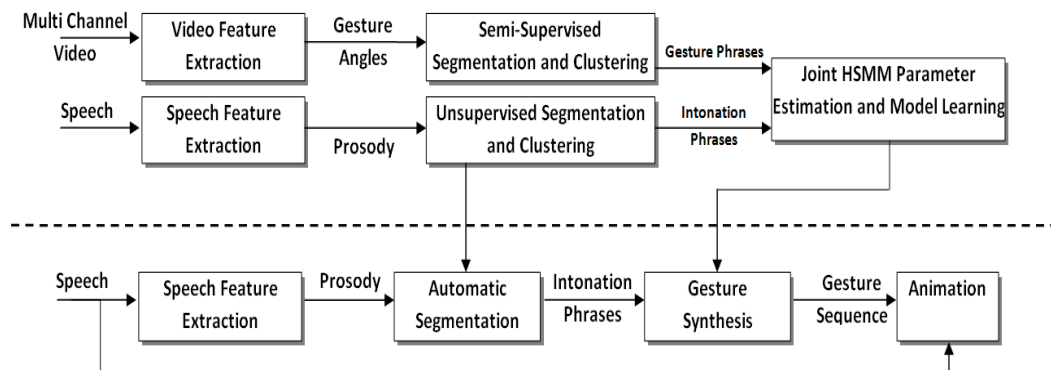 Multi Channel
Video
Video Feature
Extraction
Gesture
Angles
Semi-Supervised
Segmentation and Clustering
Gesture Phrases
Joint HSMM Parameter
Estimation and Model Learning
Speech
Speech Feature
Extraction
Prosody
Unsupervised Segmentation
and Clustering
Intonation
Phrases
Speech
Speech Feature
Extraction
Prosody
Automatic
Segmentation
Intonation
Phrases
Gesture
Synthesis
Gesture
Sequence
Animation